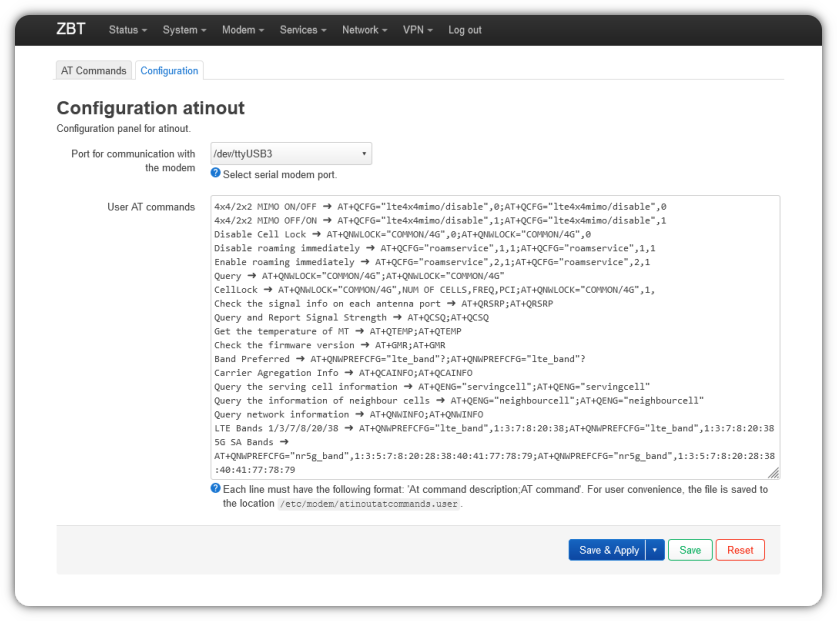 ZBT Status System Modem Services Network VPN Log out
AT Commands Configuration
Configuration atinout
Configuration panel for atinout.
Port for communication with
the modem
/dev/ttyUSB3
Select serial modem port.
User AT commands
4x4/2x2 MIMO ON/OFF ➜ AT+QCFG="lte4x4mimo/disable",0;AT+QCFG="lte4x4mimo/disable",0
4x4/2x2 MIMO OFF/ON ➜ AT+QCFG="lte4x4mimo/disable",1;AT+QCFG="lte4x4mimo/disable",1
Disable Cell Lock ➜ AT+QNWLOCK="COMMON/4G",0;AT+QNWLOCK="COMMON/4G",0
Disable roaming immediately ➜ AT+QCFG="roamservice",1,1;AT+QCFG="roamservice",1,1
Enable roaming immediately ➜ AT+QCFG="roamservice",2,1;AT+QCFG="roamservice",2,1
Query ➜ AT+QNWLOCK="COMMON/4G";AT+QNWLOCK="COMMON/4G"
CellLock ➜ AT+QNWLOCK="COMMON/4G",NUM OF CELLS,FREQ,PCI;AT+QNWLOCK="COMMON/4G",1,
Check the signal info on each antenna port ➜ AT+QRSRP;AT+QRSRP
Query and Report Signal Strength ➜ AT+QCSQ;AT+QCSQ
Get the temperature of MT ➜ AT+QTEMP;AT+QTEMP
Check the firmware version ➜ AT+GMR;AT+GMR
Band Preferred ➜ AT+QNWPREFCFG="lte_band"?;AT+QNWPREFCFG="lte_band"?
Carrier Agregation Info ➜ AT+QCAINFO;AT+QCAINFO
Query the serving cell information ➜ AT+QENG="servingcell";AT+QENG="servingcell"
Query the information of neighbour cells ➜ AT+QENG="neighbourcell";AT+QENG="neighbourcell"
Query network information ➜ AT+QNWINFO;AT+QNWINFO
LTE Bands 1/3/7/8/20/38 ➜ AT+QNWPREFCFG="lte_band",1:3:7:8:20:38;AT+QNWPREFCFG="lte_band",1:3:7:8:20:38
5G SA Bands ➜
AT+QNWPREFCFG="nr5g_band",1:3:5:7:8:20:28:38:40:41:77:78:79;AT+QNWPREFCFG="nr5g_band",1:3:5:7:8:20:28:38
:40:41:77:78:79
Each line must have the following format: 'At command description;AT command'. For user convenience, the file is saved to
the location /etc/modem/atinoutatcommands.user.
Save & Apply Save Reset